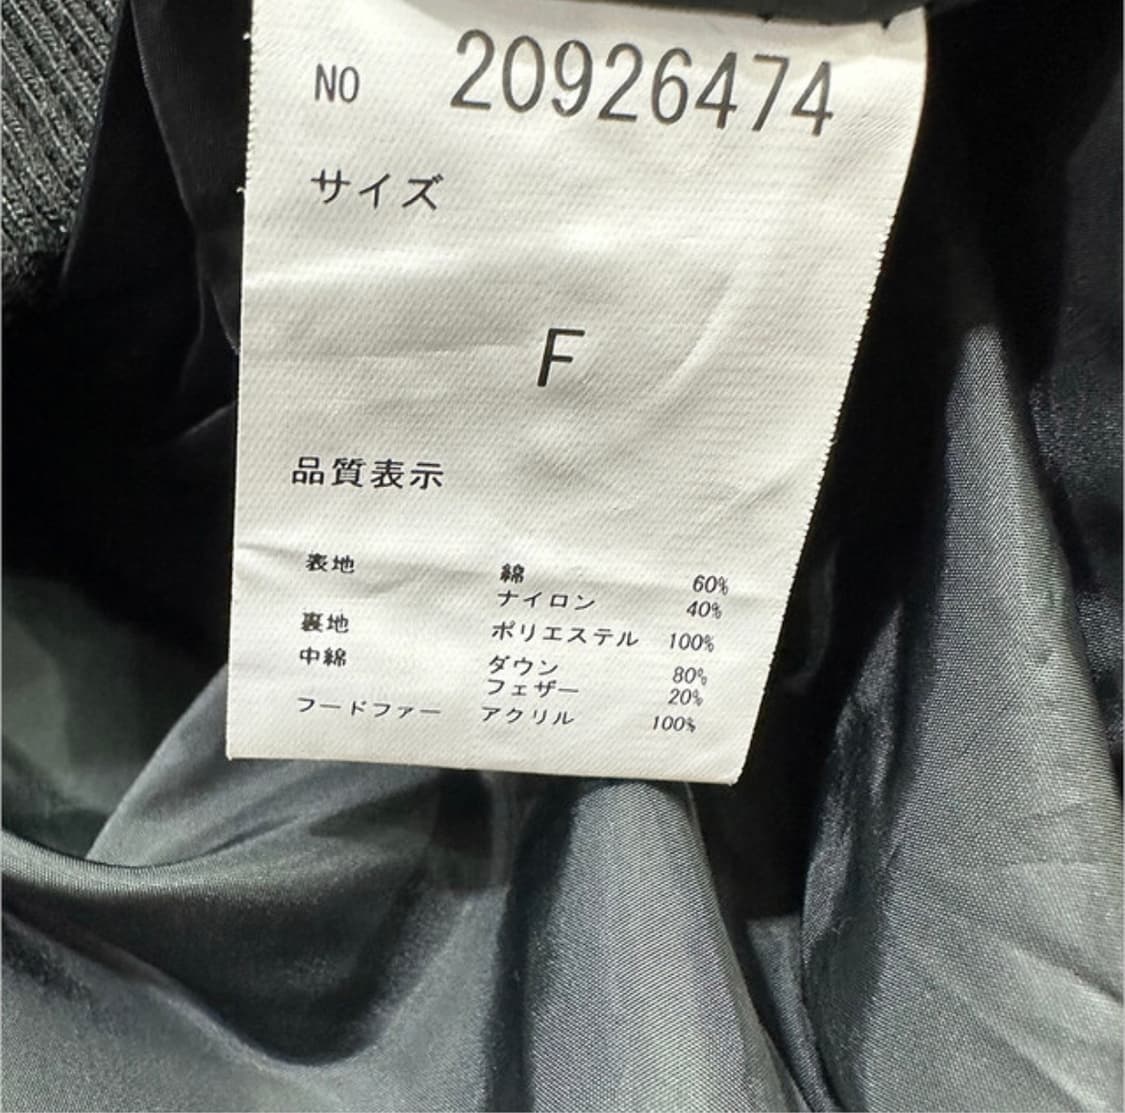 NO 20926474
サイズ
F
品質表示
表地 綿 60%
ナイロン 40%
裏地 ポリエステル 100%
中綿 ダウン 80%
フェザー 20%
フードファー アクリル 100%